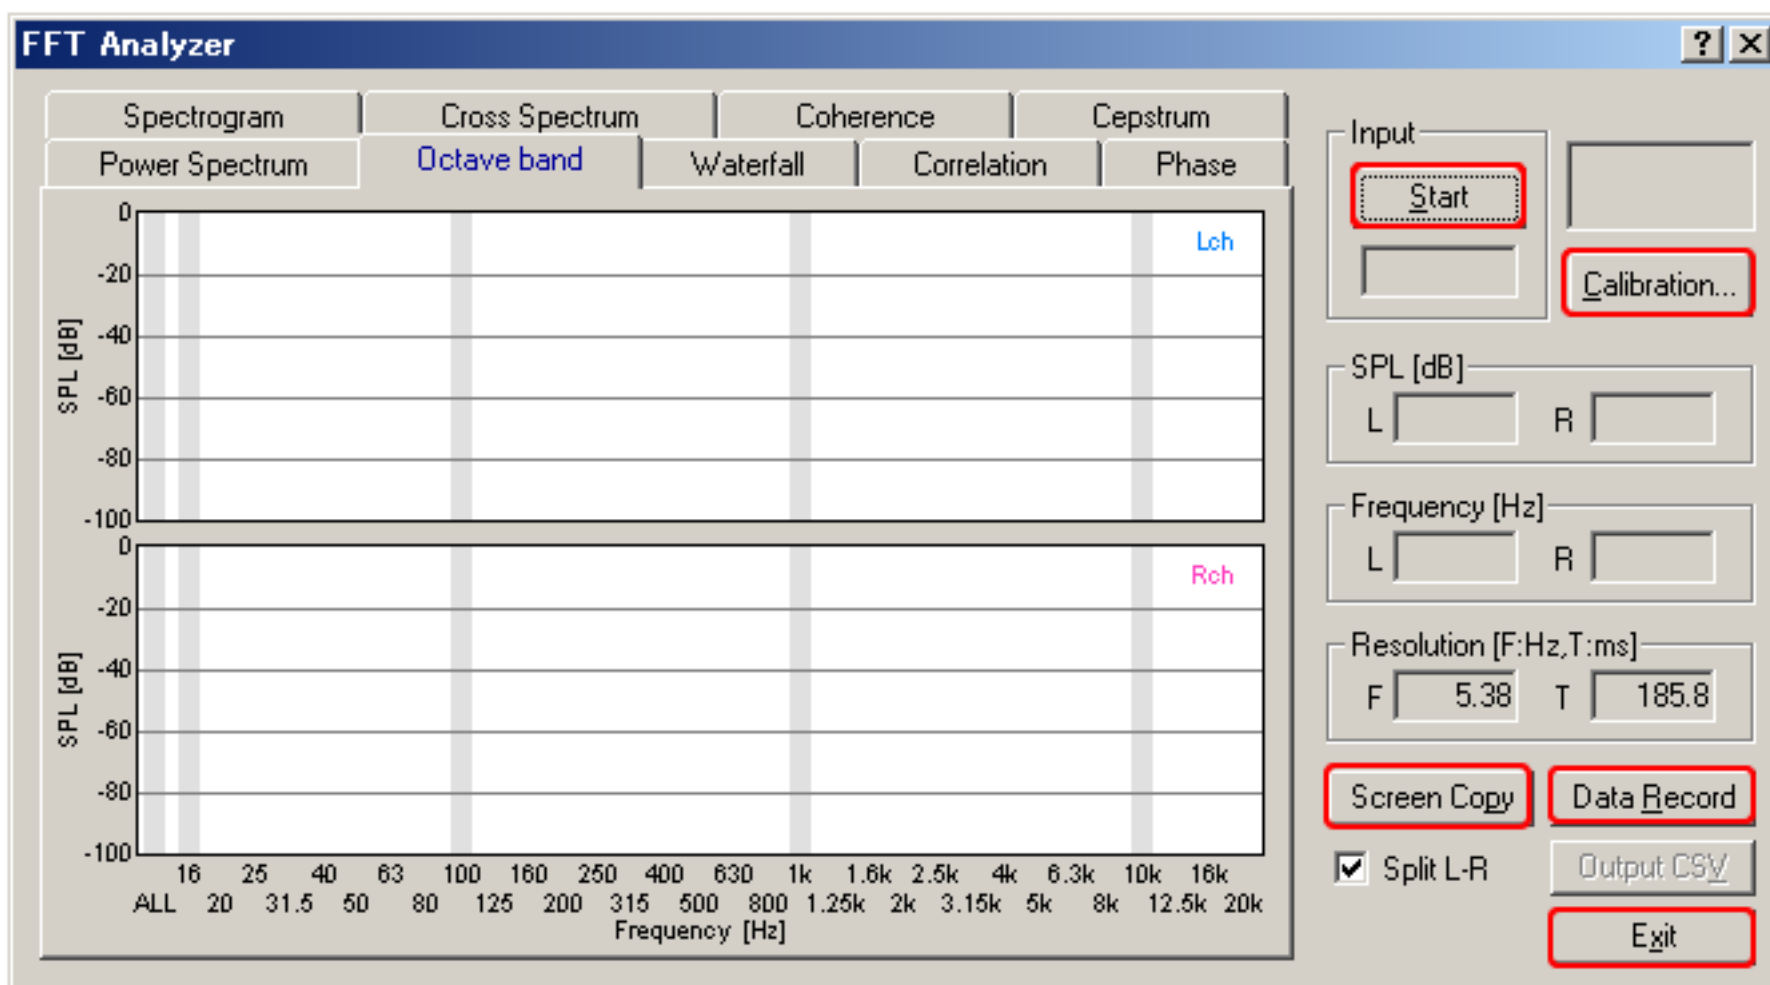 FFT Analyzer
Spectrogram Cross Spectrum Coherence Cepstrum
Power Spectrum Octave band Waterfall Correlation Phase
0
-20
-40
-60
-80
-100
SPL [dB]
Lch
0
-20
-40
-60
-80
-100
SPL [dB]
Rch
16 25 40 63 100 160 250 400 630 1k 1.6k 2.5k 4k 6.3k 10k 16k
ALL 20 31.5 50 80 125 200 315 500 800 1.25k 2k 3.15k 5k 8k 12.5k 20k
Frequency [Hz]
Input
Start
Calibration...
SPL [dB]
L R
Frequency [Hz]
L R
Resolution [F:Hz,T:ms]
F 5.38 T 185.8
Screen Copy Data Record
Split L-R Output CSV
Exit